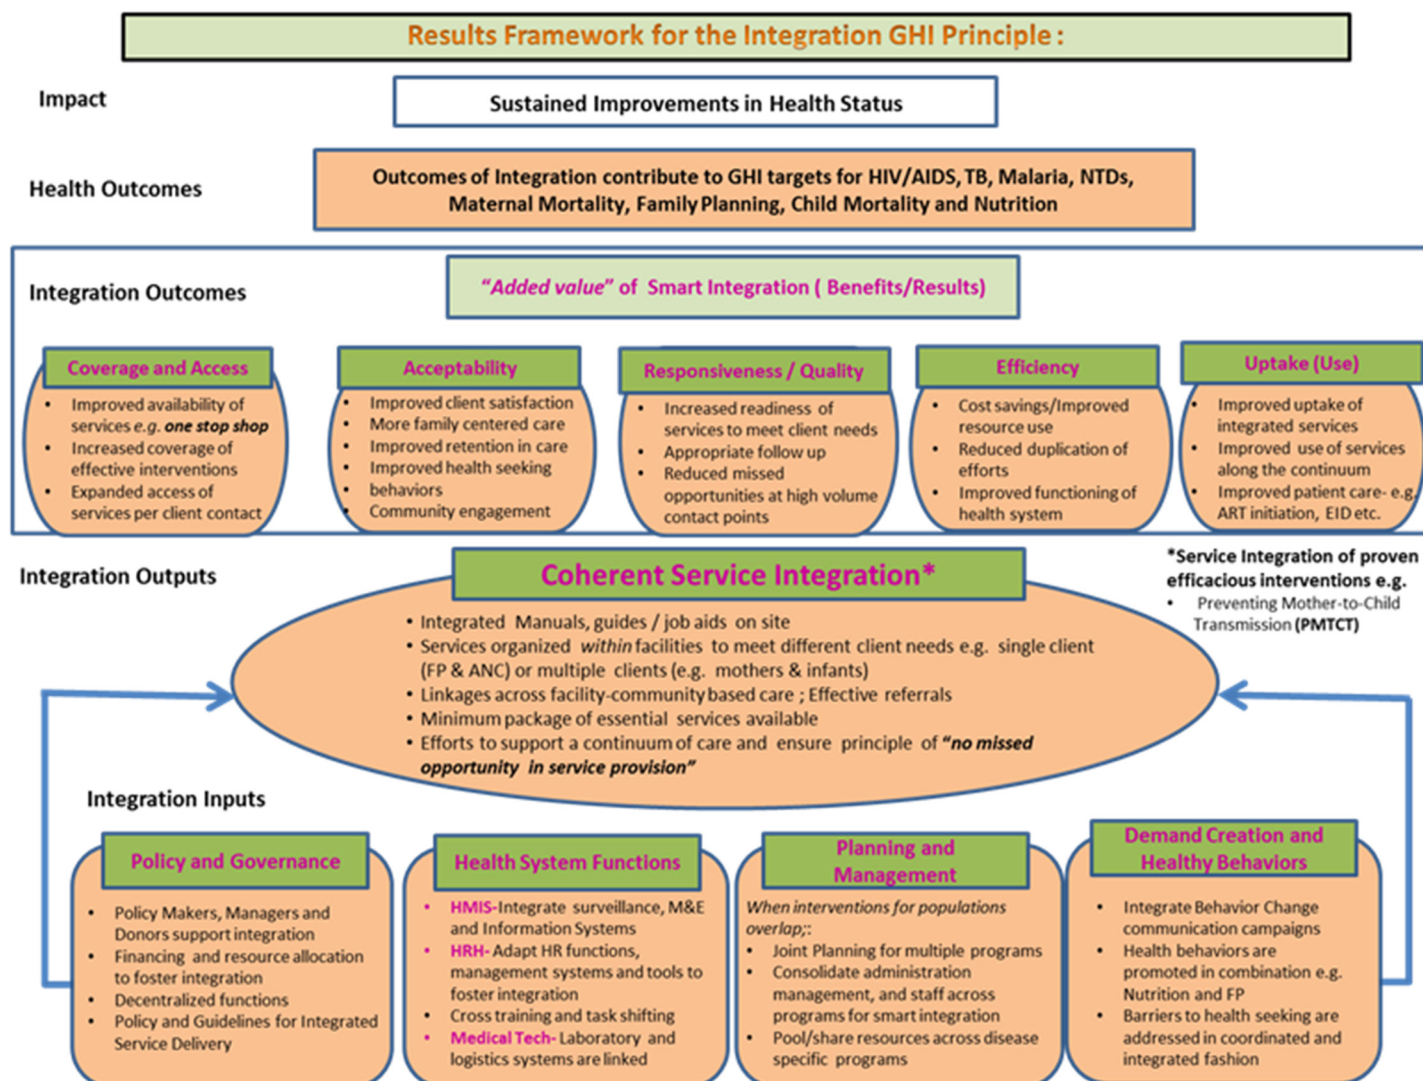 Results Framework for the Integration GHI Principle :
Impact
Sustained Improvements in Health Status
Health Outcomes
Outcomes of Integration contribute to GHI targets for HIV/AIDS, TB, Malaria, NTDs,
Maternal Mortality, Family Planning, Child Mortality and Nutrition
Integration Outcomes
“Added value” of Smart Integration ( Benefits/Results)
Coverage and Access
• Improved availability of
services e.g. one stop shop
• Increased coverage of
effective interventions
• Expanded access of
services per client contact
Acceptability
• Improved client satisfaction
• More family centered care
• Improved retention in care
• Improved health seeking
• behaviors
• Community engagement
Responsiveness / Quality
• Increased readiness of
services to meet client needs
• Appropriate follow up
• Reduced missed
opportunities at high volume
contact points
Efficiency
• Cost savings/Improved
resource use
• Reduced duplication of
efforts
• Improved functioning of
health system
Uptake (Use)
• Improved uptake of
integrated services
• Improved use of services
along the continuum
• Improved patient care- e.g.
ART initiation, EID etc.
Integration Outputs
Coherent Service Integration*
• Integrated Manuals, guides / job aids on site
• Services organized within facilities to meet different client needs e.g. single client
(FP & ANC) or multiple clients (e.g. mothers & infants)
• Linkages across facility-community based care ; Effective referrals
• Minimum package of essential services available
• Efforts to support a continuum of care and ensure principle of “no missed
opportunity in service provision”
*Service Integration of proven
efficacious interventions e.g.
• Preventing Mother-to-Child
Transmission (PMTCT)
Integration Inputs
Policy and Governance
• Policy Makers, Managers and
Donors support integration
• Financing and resource allocation
to foster integration
• Decentralized functions
• Policy and Guidelines for Integrated
Service Delivery
Health System Functions
• HMIS-Integrate surveillance, M&E
and Information Systems
• HRH- Adapt HR functions,
management systems and tools to
foster integration
• Cross training and task shifting
• Medical Tech- Laboratory and
logistics systems are linked
Planning and
Management
When interventions for populations
overlap;:
• Joint Planning for multiple programs
• Consolidate administration
management, and staff across
programs for smart integration
• Pool/share resources across disease
specific programs
Demand Creation and
Healthy Behaviors
• Integrate Behavior Change
communication campaigns
• Health behaviors are
promoted in combination e.g.
Nutrition and FP
• Barriers to health seeking are
addressed in coordinated and
integrated fashion